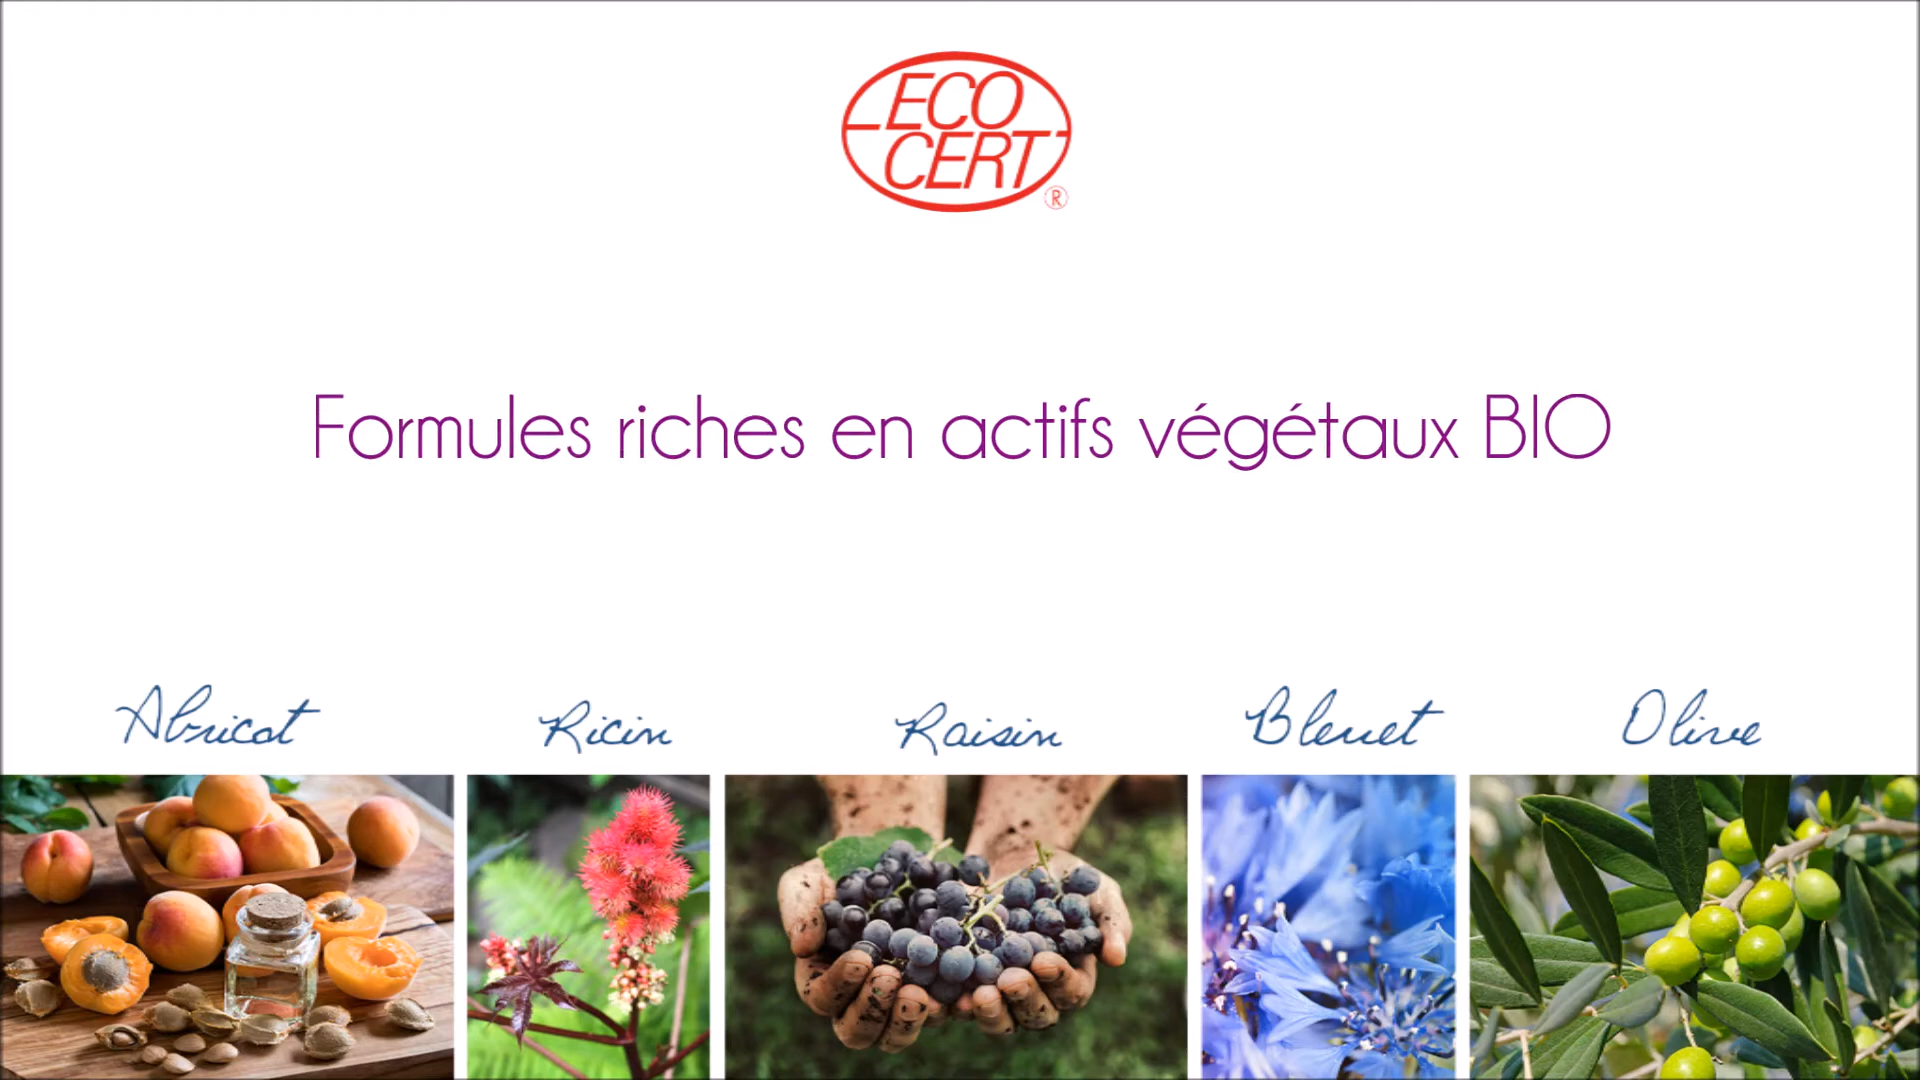 ECO
CERT
®
Formules riches en actifs végétaux BIO
Abricot Ricin Raisin Bleuet Olive